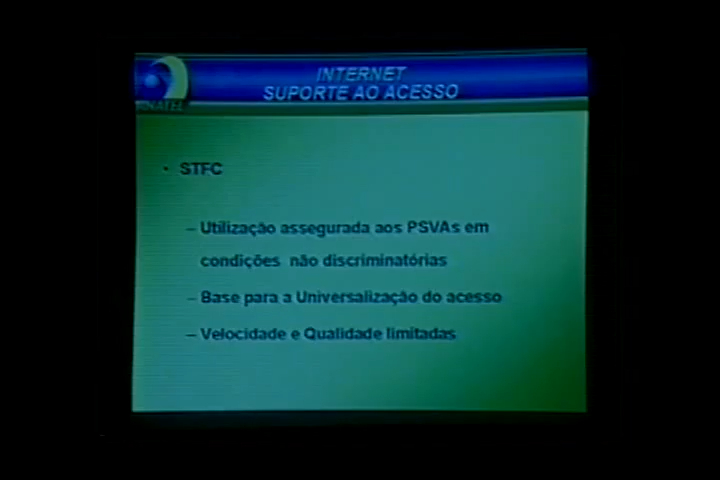 INTERNET
SUPORTE AO ACESSO
ANATEL
• STFC
– Utilização assegurada aos PSVAs em
condições não discriminatórias
– Base para a Universalização do acesso
– Velocidade e Qualidade limitadas